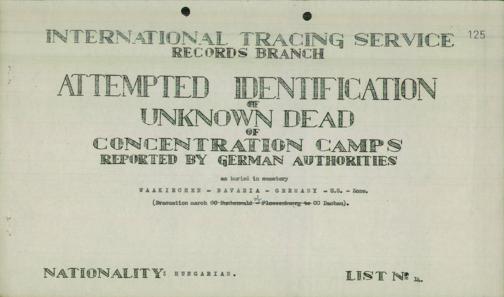 INTERNATIONAL TRACING SERVICE
125
RECORDS BRANCH
ATTEMPTED IDENTIFICATION
OF
UNKNOWN DEAD
OF
CONCENTRATION CAMPS
REPORTED BY GERMAN AUTHORITIES
as buried in cemetery
WAAKIRCHEN - BAVARIA - GERMANY - U.S. - Zone.
(Evacuation march CC Buchenwald - Flossenburg to CC Dachau).
NATIONALITY: HUNGARIAN.
LIST Nº 14.